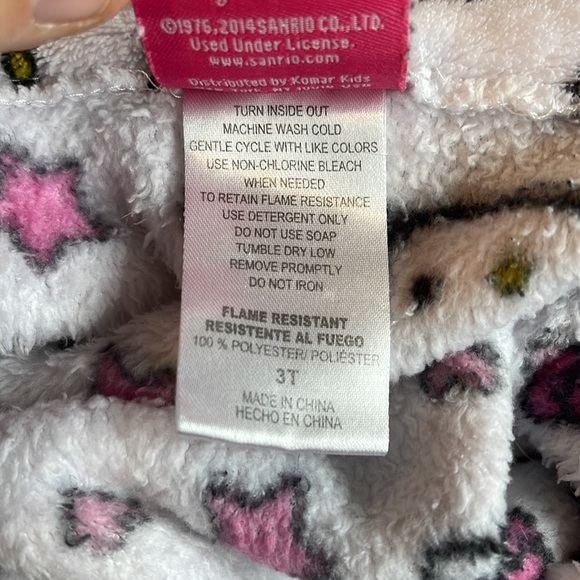 ©1976, 2014 SANRIO CO., LTD.
Used Under License.
www.sanrio.com
Distributed by Komar Kids
TURN INSIDE OUT
MACHINE WASH COLD
GENTLE CYCLE WITH LIKE COLORS
USE NON-CHLORINE BLEACH
WHEN NEEDED
TO RETAIN FLAME RESISTANCE
USE DETERGENT ONLY
DO NOT USE SOAP
TUMBLE DRY LOW
REMOVE PROMPTLY
DO NOT IRON
FLAME RESISTANT
RESISTENTE AL FUEGO
100 % POLYESTER/ POLIÉSTER
3T
MADE IN CHINA
HECHO EN CHINA